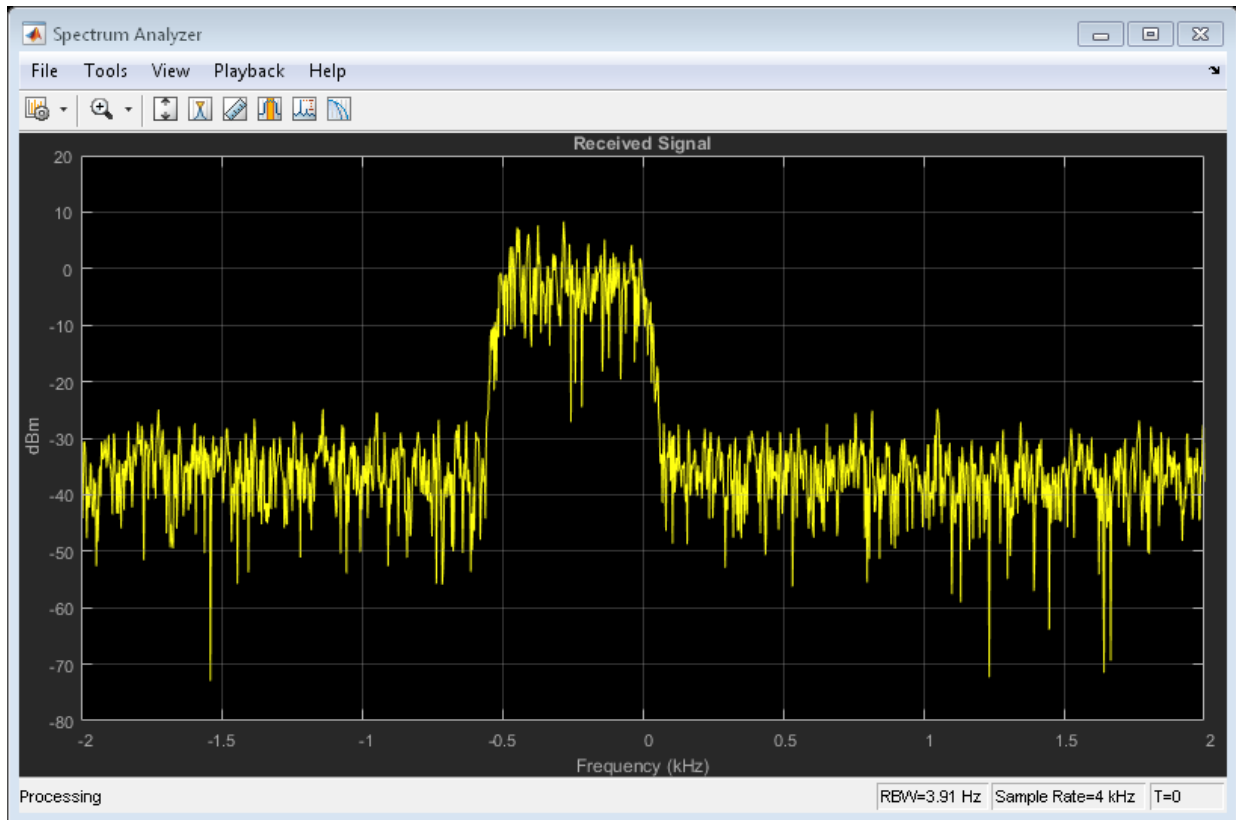 Spectrum Analyzer
File Tools View Playback Help
Received Signal
20
10
0
-10
-20
-30
-40
-50
-60
-70
-80
dBm
-2 -1.5 -1 -0.5 0 0.5 1 1.5 2
Frequency (kHz)
Processing RBW=3.91 Hz Sample Rate=4 kHz T=0